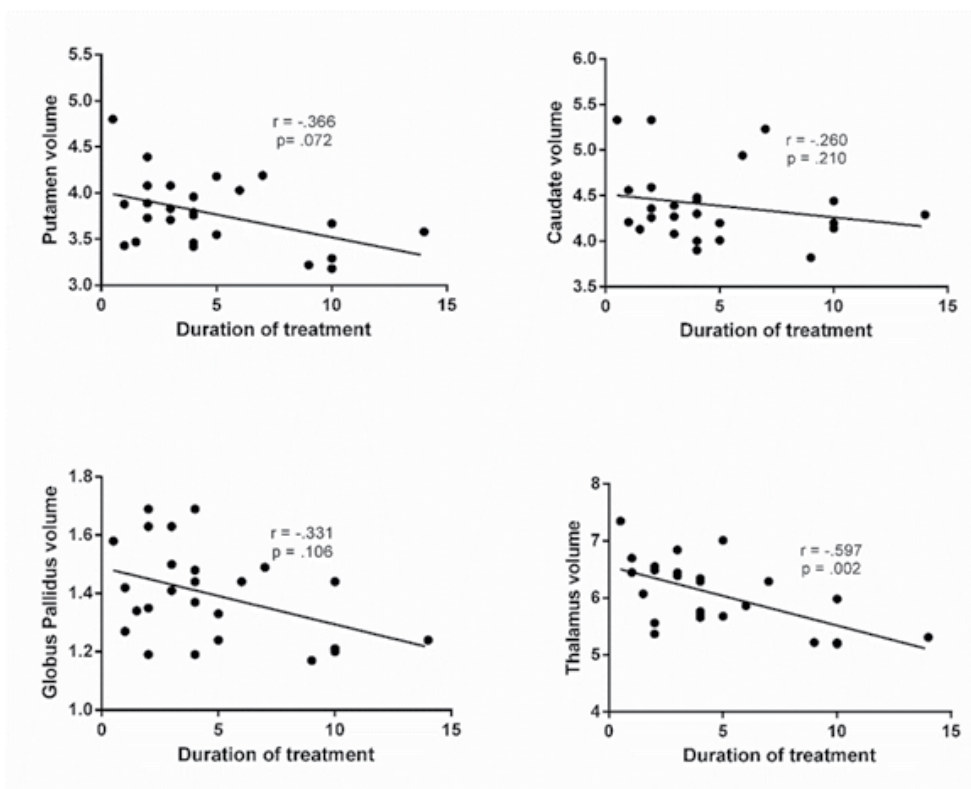 5.5
5.0
4.5
4.0
3.5
3.0
Putamen volume
r = -.366
p= .072
0 5 10 15
Duration of treatment
6.0
5.5
5.0
4.5
4.0
3.5
Caudate volume
r = -.260
p = .210
0 5 10 15
Duration of treatment
1.8
1.6
1.4
1.2
1.0
Globus Pallidus volume
r = -.331
p = .106
0 5 10 15
Duration of treatment
8
7
6
5
4
Thalamus volume
r = -.597
p = .002
0 5 10 15
Duration of treatment